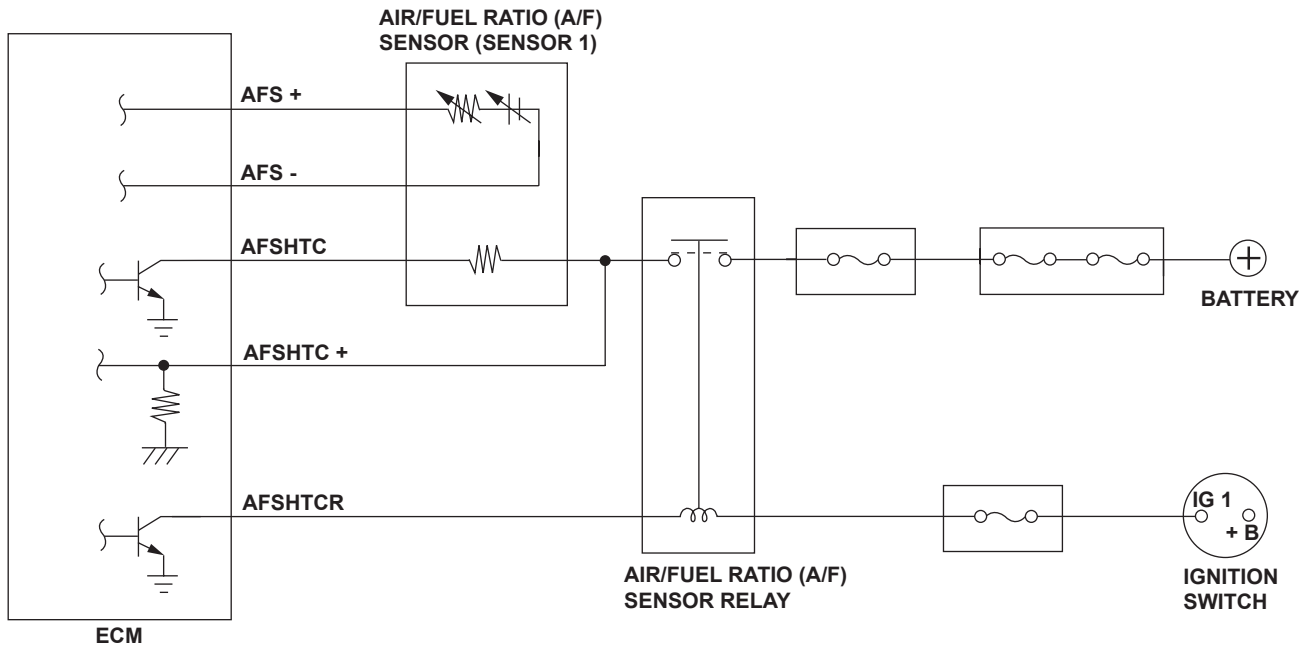 AIR/FUEL RATIO (A/F)
SENSOR (SENSOR 1)
AFS +
AFS -
AFSHTC
BATTERY
AFSHTC +
AFSHTCR
IG 1
+ B
AIR/FUEL RATIO (A/F)
SENSOR RELAY
IGNITION
SWITCH
ECM